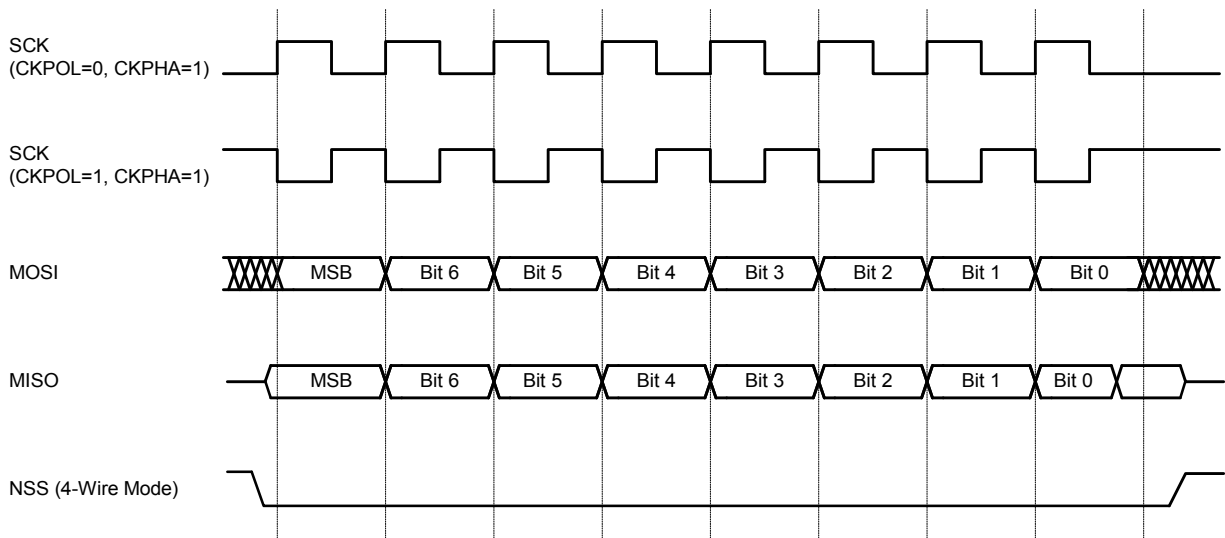 SCK
(CKPOL=0, CKPHA=1)
SCK
(CKPOL=1, CKPHA=1)
MOSI
MSB
Bit 6
Bit 5
Bit 4
Bit 3
Bit 2
Bit 1
Bit 0
MISO
MSB
Bit 6
Bit 5
Bit 4
Bit 3
Bit 2
Bit 1
Bit 0
NSS (4-Wire Mode)